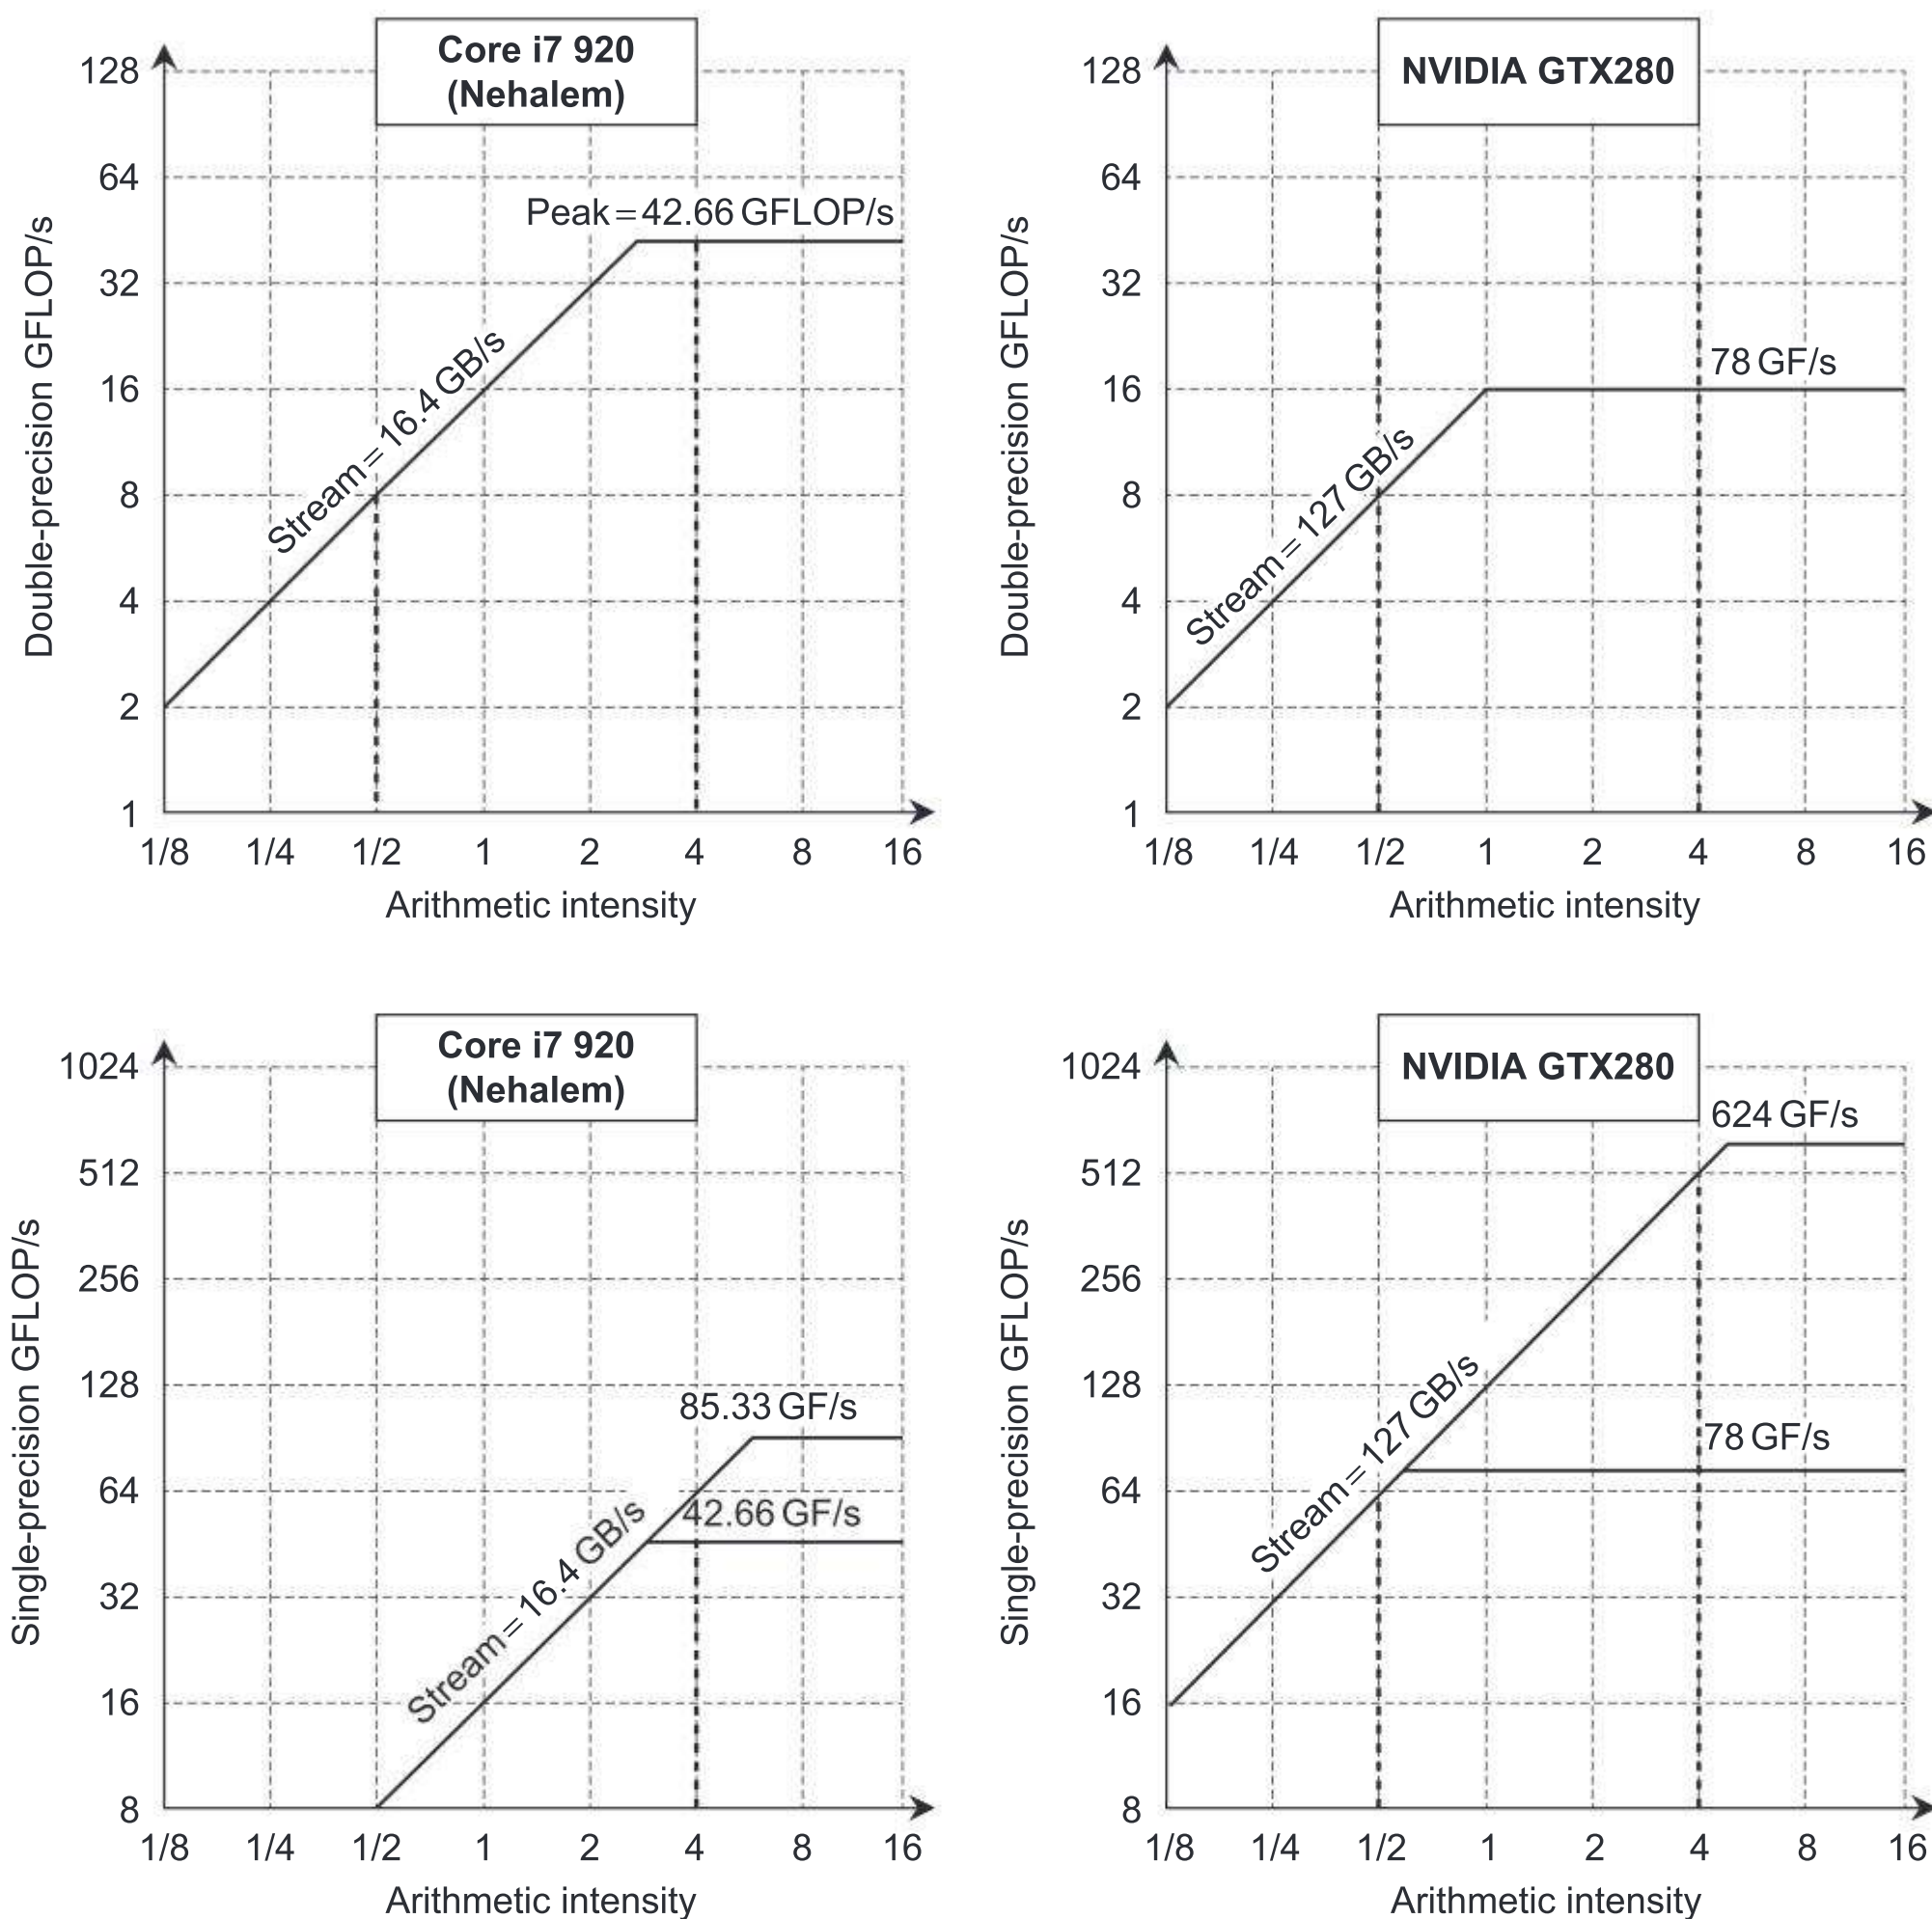 Core i7 920
(Nehalem)
128
64
32
16
8
4
2
1
Double-precision GFLOP/s
Peak = 42.66 GFLOP/s
Stream = 16.4 GB/s
1/8 1/4 1/2 1 2 4 8 16
Arithmetic intensity
NVIDIA GTX280
128
64
32
16
8
4
2
1
Double-precision GFLOP/s
78 GF/s
Stream = 127 GB/s
1/8 1/4 1/2 1 2 4 8 16
Arithmetic intensity
Core i7 920
(Nehalem)
1024
512
256
128
64
32
16
8
Single-precision GFLOP/s
85.33 GF/s
42.66 GF/s
Stream = 16.4 GB/s
1/8 1/4 1/2 1 2 4 8 16
Arithmetic intensity
NVIDIA GTX280
1024
512
256
128
64
32
16
8
Single-precision GFLOP/s
624 GF/s
78 GF/s
Stream = 127 GB/s
1/8 1/4 1/2 1 2 4 8 16
Arithmetic intensity